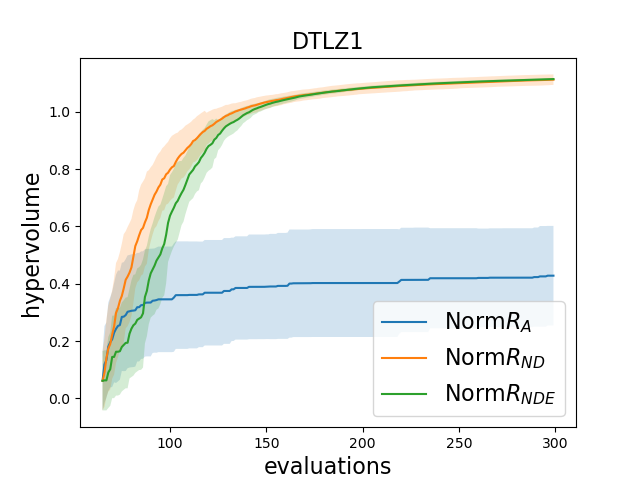 DTLZ1
hypervolume
1.0
0.8
0.6
0.4
0.2
0.0
100 150 200 250 300
evaluations
NormR_A
NormR_ND
NormR_NDE